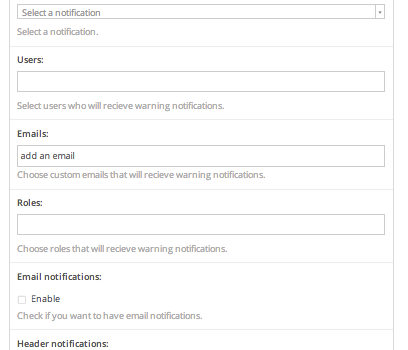 Select a notification
Select a notification.
Users:
Select users who will recieve warning notifications.
Emails:
add an email
Choose custom emails that will recieve warning notifications.
Roles:
Choose roles that will recieve warning notifications.
Email notifications:
Enable
Check if you want to have email notifications.
Header notifications: